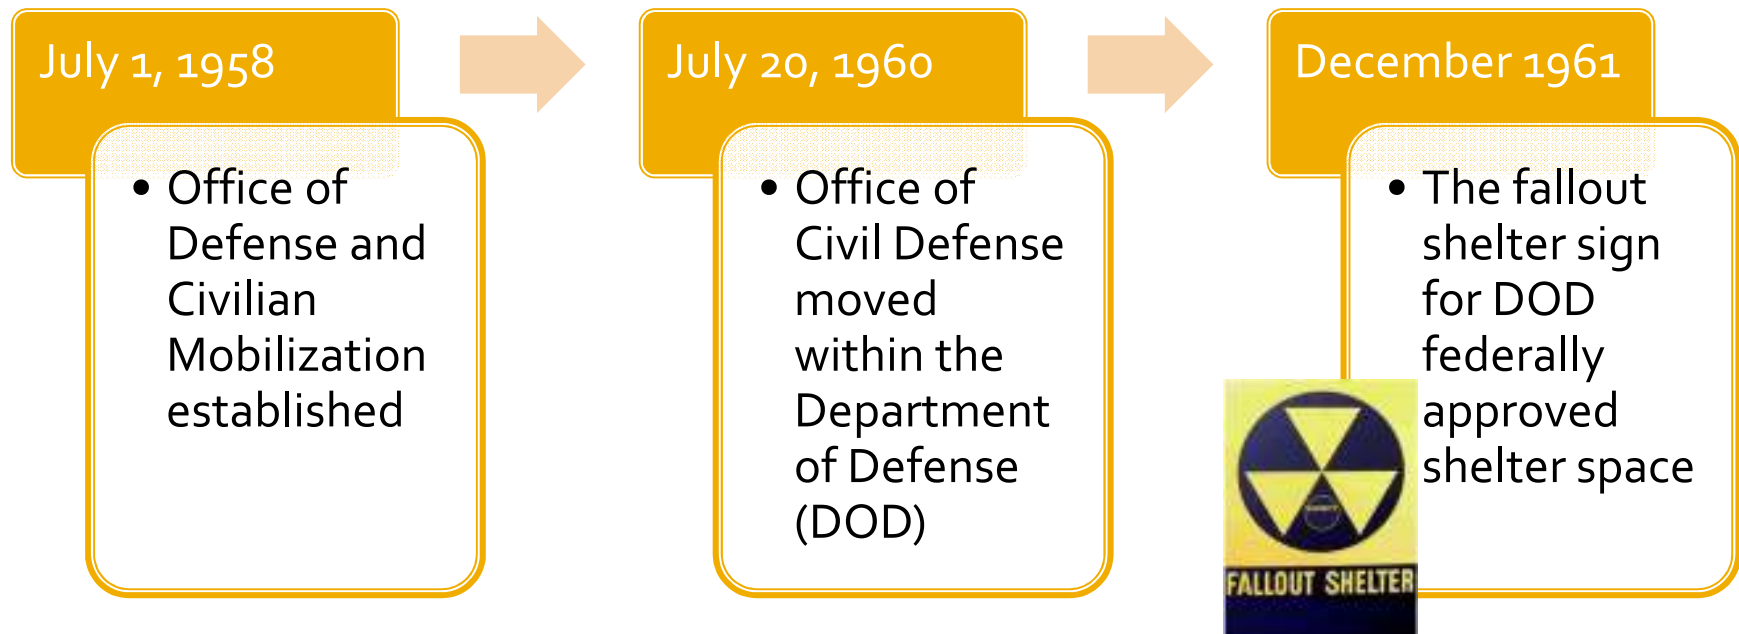 July 1, 1958
• Office of
Defense and
Civilian
Mobilization
established
July 20, 1960
• Office of
Civil Defense
moved
within the
Department
of Defense
(DOD)
December 1961
• The fallout
shelter sign
for DOD
federally
approved
shelter space
FALLOUT SHELTER